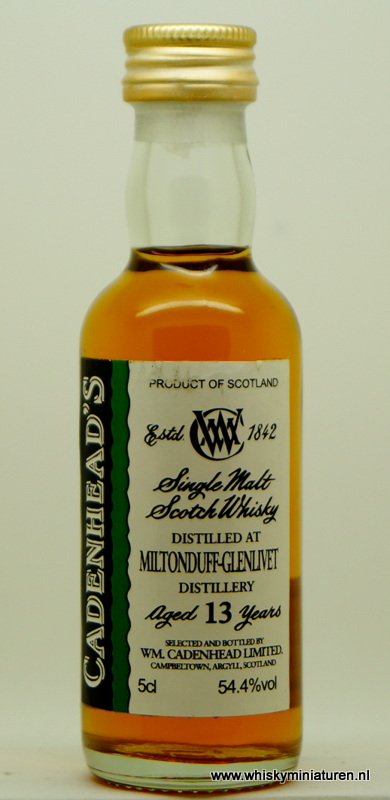 CADENHEAD'S
PRODUCT OF SCOTLAND
Estd. WC 1842
Single Malt
Scotch Whisky
DISTILLED AT
MILTONDUFF-GLENLIVET
DISTILLERY
Aged 13 Years
SELECTED AND BOTTLED BY
WM. CADENHEAD LIMITED.
CAMPBELTOWN, ARGYLL, SCOTLAND
5cl 54.4%vol
www.whiskyminiaturen.nl